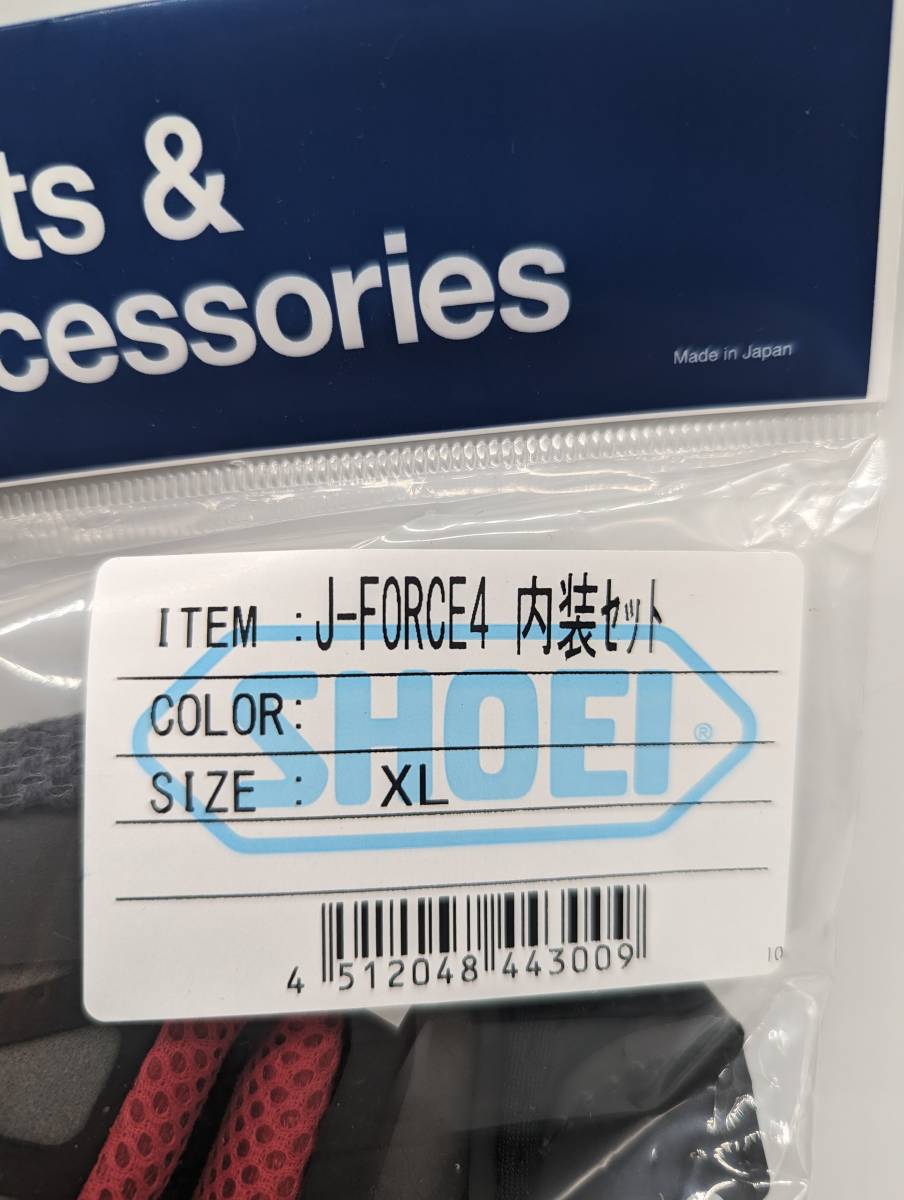 ts &
cessories
Made in Japan
ITEM : J-FORCE4 内装ｾｯﾄ
COLOR:
SHOEI®
SIZE : XL
4 512048 443009
10